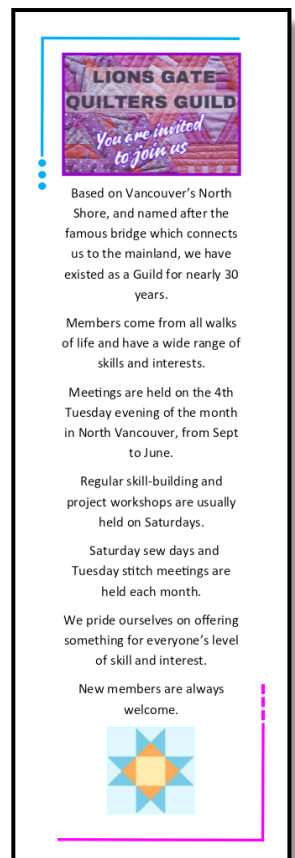 LIONS GATE
QUILTERS GUILD
You are invited
to join us
Based on Vancouver’s North
Shore, and named after the
famous bridge which connects
us to the mainland, we have
existed as a Guild for nearly 30
years.
Members come from all walks
of life and have a wide range of
skills and interests.
Meetings are held on the 4th
Tuesday evening of the month
in North Vancouver, from Sept
to June.
Regular skill-building and
project workshops are usually
held on Saturdays.
Saturday sew days and
Tuesday stitch meetings are
held each month.
We pride ourselves on offering
something for everyone’s level
of skill and interest.
New members are always
welcome.